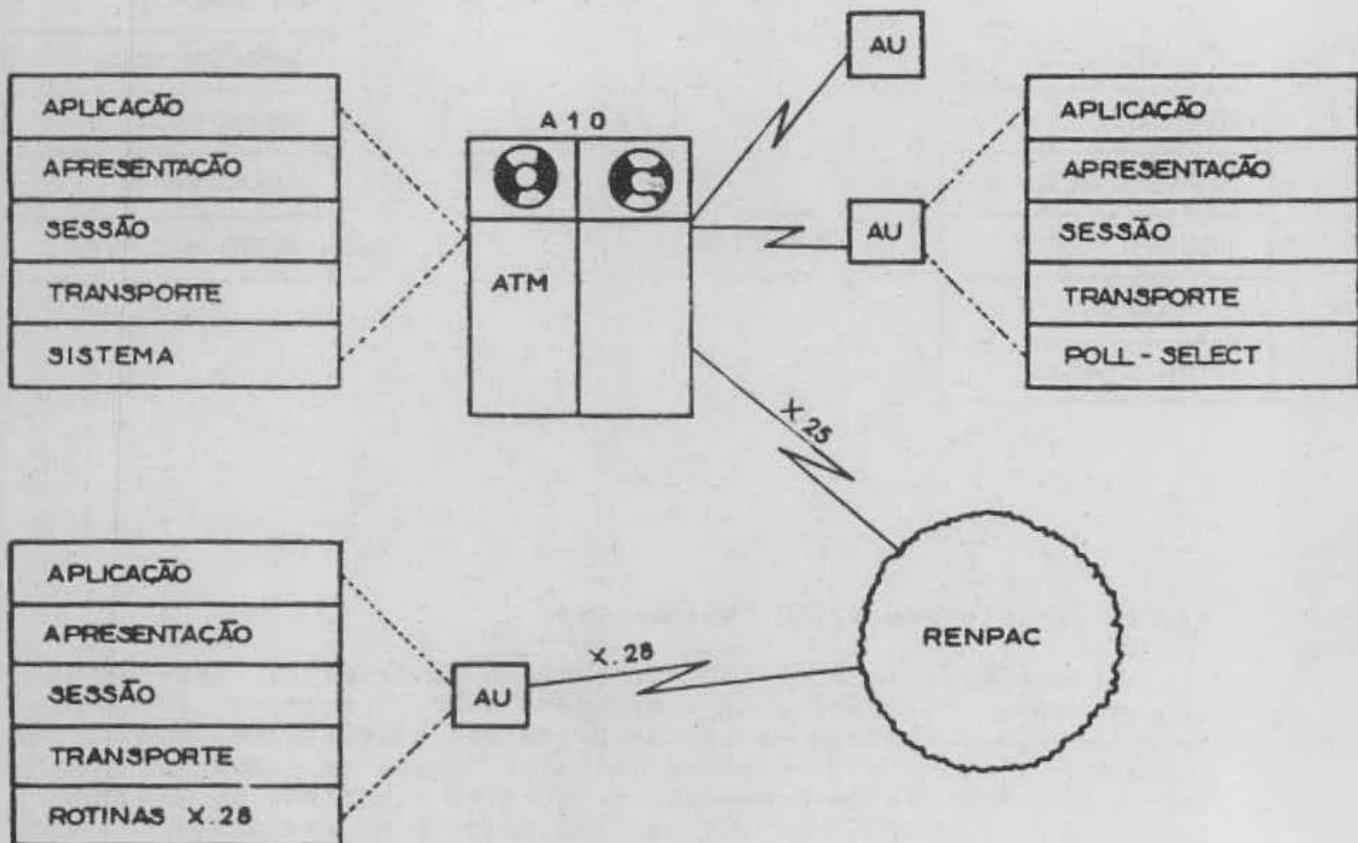 AU
APLICAÇÃO
APRESENTAÇÃO
SESSÃO
TRANSPORTE
SISTEMA
A10
ATM
AU
APLICAÇÃO
APRESENTAÇÃO
SESSÃO
TRANSPORTE
POLL - SELECT
X.25
RENPAC
APLICAÇÃO
APRESENTAÇÃO
SESSÃO
TRANSPORTE
ROTINAS X.28
AU
X.28